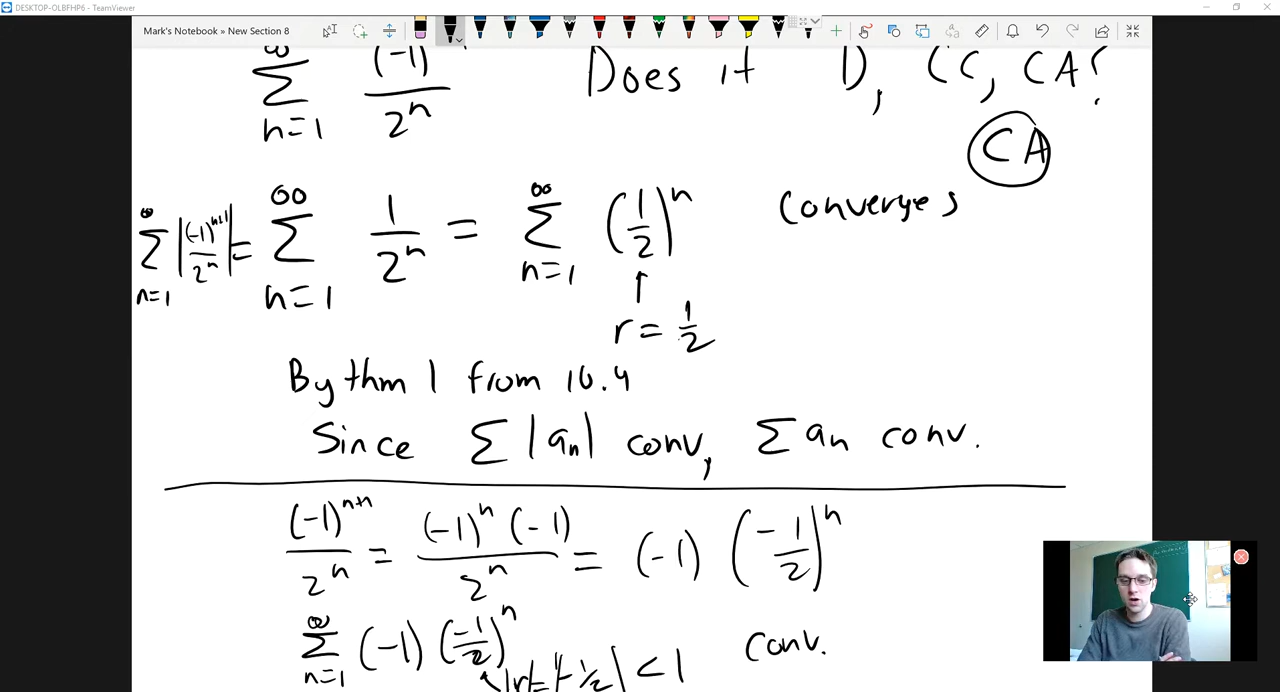 DESKTOP-OLBFHP6 - TeamViewer
Mark's Notebook » New Section 8
∞ Σ n=1 (-1) / 2^n Does it D, CC, CA?
CA
∞ Σ n=1 |(-1)^{n+1} / 2^n| = ∞ Σ n=1 1 / 2^n = ∞ Σ n=1 (1/2)^n converges
↑
r = 1/2
By thm 1 from 10.4
Since Σ |an| conv, Σ an conv.
(-1)^{n+1} / 2^n = (-1)^n (-1) / 2^n = (-1) (-1/2)^n
∞ Σ n=1 (-1) (-1/2)^n conv.
|r| = |-1/2| < 1